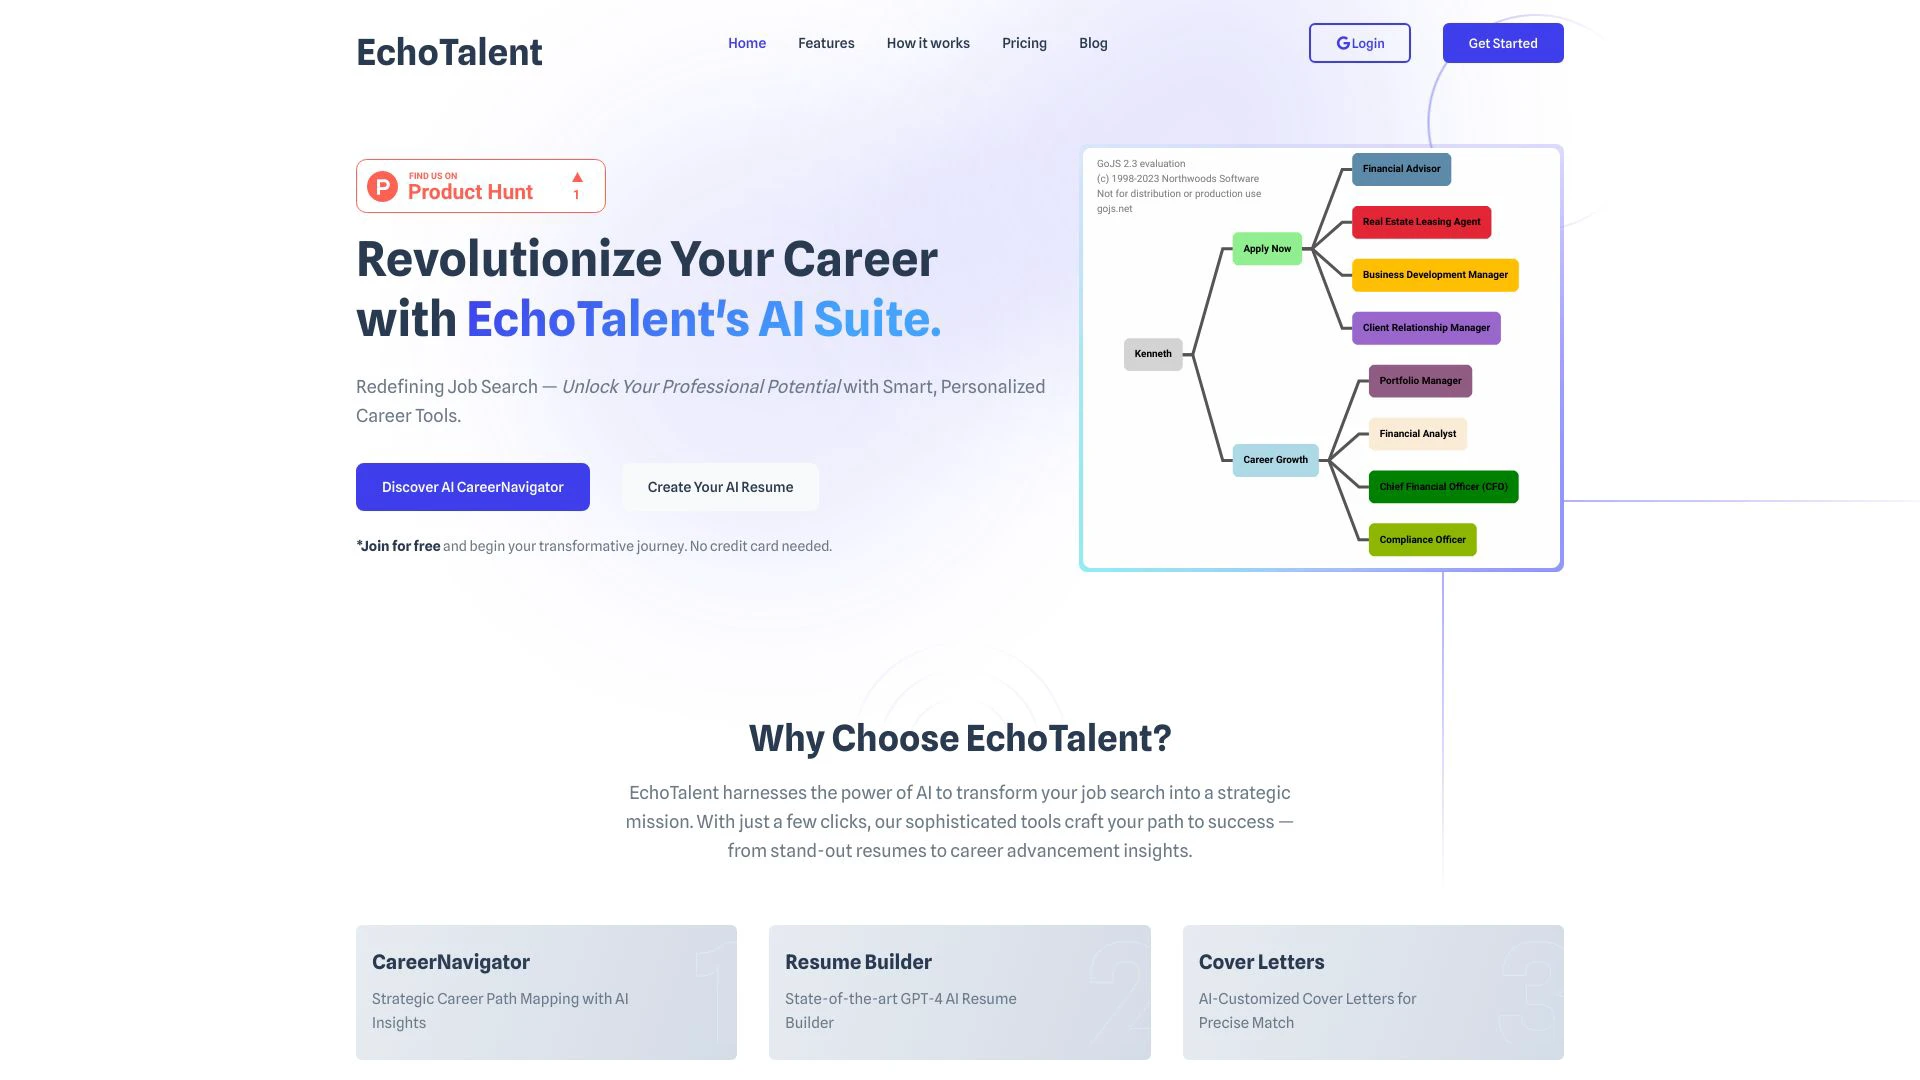 EchoTalent
Home
Features
How it works
Pricing
Blog
Login
Get Started
FIND US ON
Product Hunt
1
Revolutionize Your Career
with EchoTalent's AI Suite.
Redefining Job Search — Unlock Your Professional Potential with Smart, Personalized
Career Tools.
Discover AI CareerNavigator
Create Your AI Resume
*Join for free and begin your transformative journey. No credit card needed.
GoJS 2.3 evaluation
(c) 1998-2023 Northwoods Software
Not for distribution or production use
gojs.net
Financial Advisor
Real Estate Leasing Agent
Apply Now
Business Development Manager
Client Relationship Manager
Kenneth
Portfolio Manager
Financial Analyst
Career Growth
Chief Financial Officer (CFO)
Compliance Officer
Why Choose EchoTalent?
EchoTalent harnesses the power of AI to transform your job search into a strategic
mission. With just a few clicks, our sophisticated tools craft your path to success —
from stand-out resumes to career advancement insights.
CareerNavigator
Strategic Career Path Mapping with AI
Insights
1
Resume Builder
State-of-the-art GPT-4 AI Resume
Builder
2
Cover Letters
AI-Customized Cover Letters for
Precise Match
3